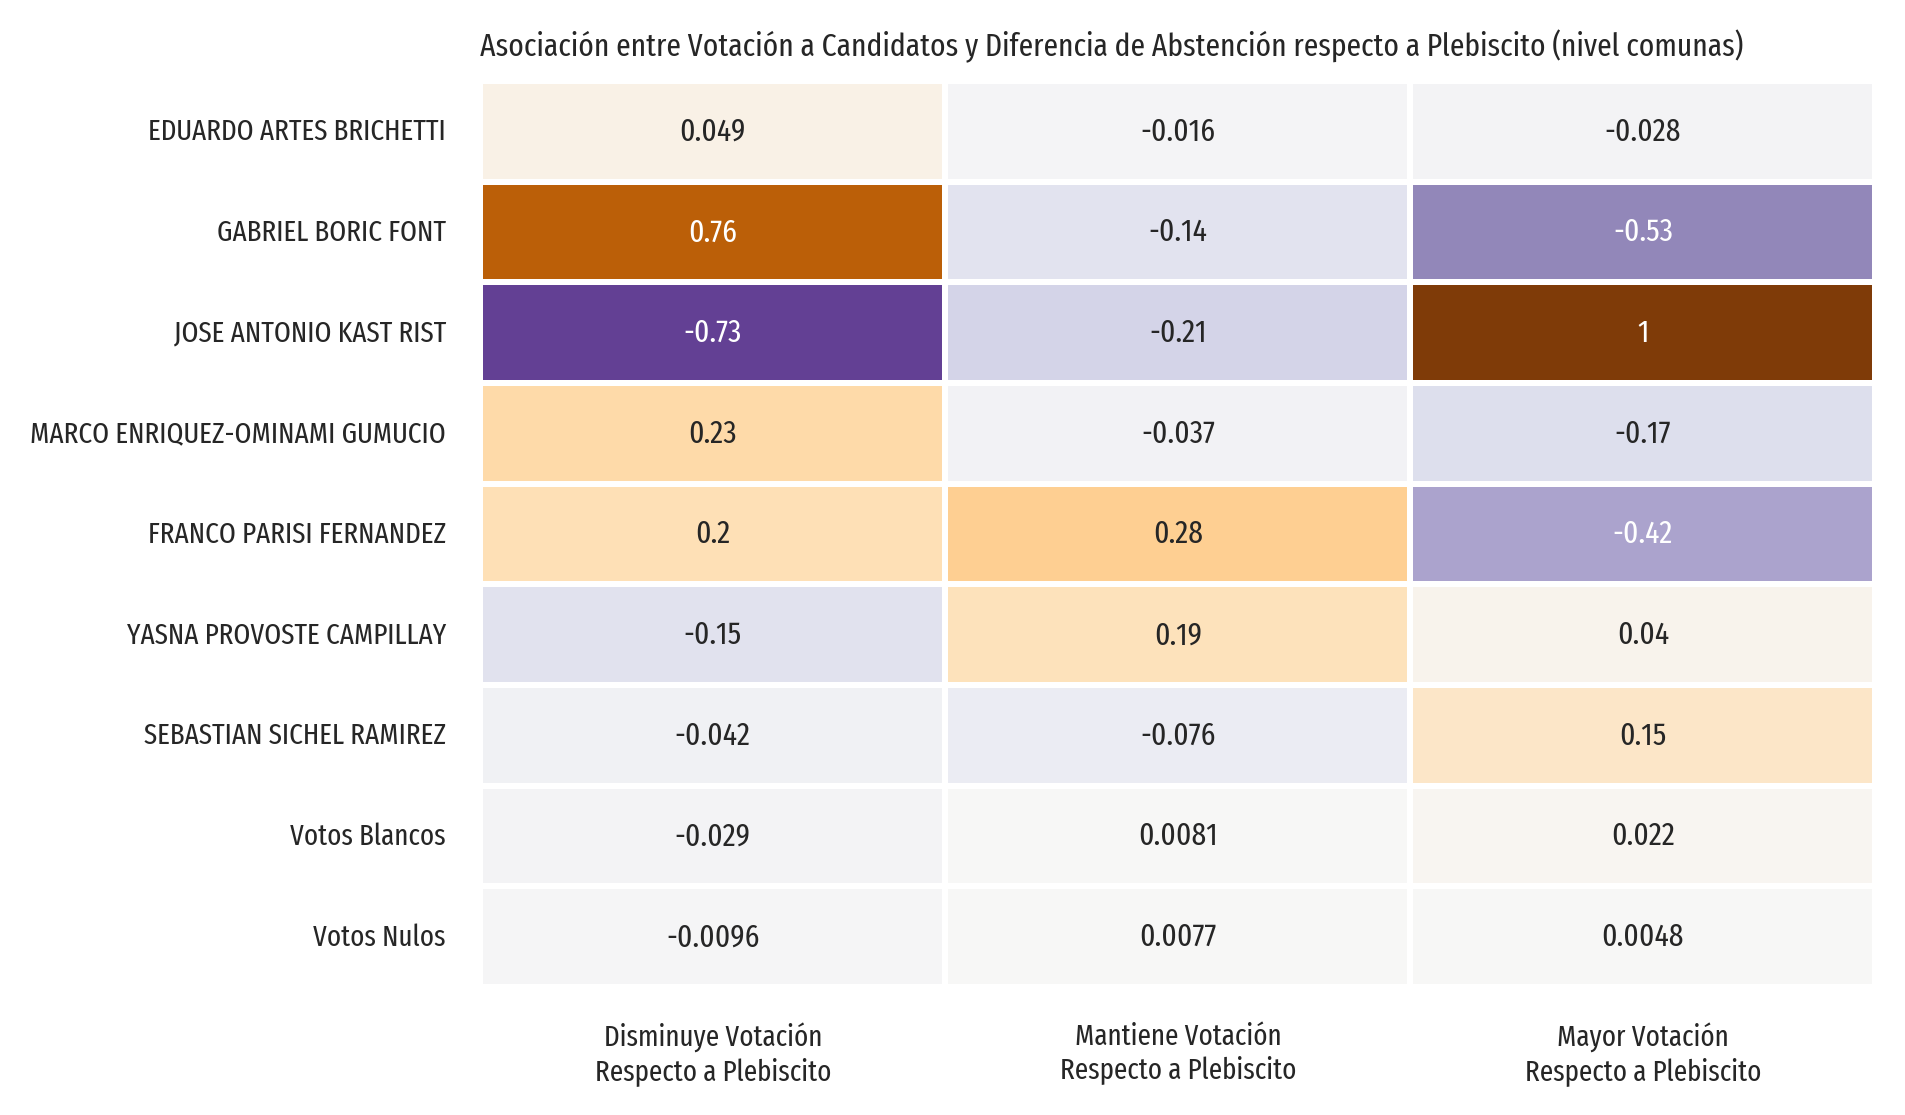 Asociación entre Votación a Candidatos y Diferencia de Abstención respecto a Plebiscito (nivel comunas)
EDUARDO ARTES BRICHETTI 0.049 -0.016 -0.028
GABRIEL BORIC FONT 0.76 -0.14 -0.53
JOSE ANTONIO KAST RIST -0.73 -0.21 1
MARCO ENRIQUEZ-OMINAMI GUMUCIO 0.23 -0.037 -0.17
FRANCO PARISI FERNANDEZ 0.2 0.28 -0.42
YASNA PROVOSTE CAMPILLAY -0.15 0.19 0.04
SEBASTIAN SICHEL RAMIREZ -0.042 -0.076 0.15
Votos Blancos -0.029 0.0081 0.022
Votos Nulos -0.0096 0.0077 0.0048
Disminuye Votación Mantiene Votación Mayor Votación
Respecto a Plebiscito Respecto a Plebiscito Respecto a Plebiscito